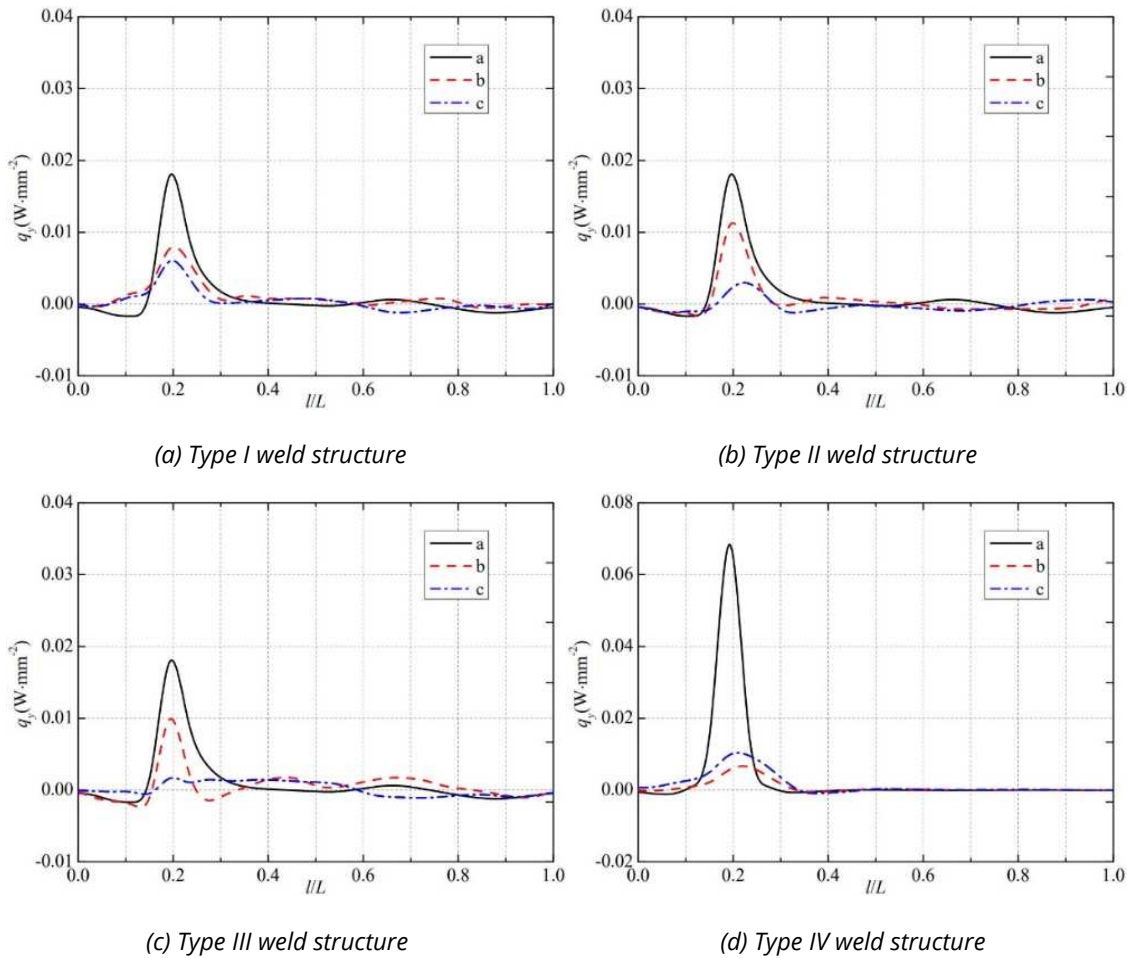 0.04
0.03
0.02
0.01
0.00
-0.01
q_y(W·mm⁻²)
0.0 0.2 0.4 0.6 0.8 1.0
l/L
a
b
c
(a) Type I weld structure
0.04
0.03
0.02
0.01
0.00
-0.01
q_y(W·mm⁻²)
0.0 0.2 0.4 0.6 0.8 1.0
l/L
a
b
c
(b) Type II weld structure
0.04
0.03
0.02
0.01
0.00
-0.01
q_y(W·mm⁻²)
0.0 0.2 0.4 0.6 0.8 1.0
l/L
a
b
c
(c) Type III weld structure
0.08
0.06
0.04
0.02
0.00
-0.02
q_y(W·mm⁻²)
0.0 0.2 0.4 0.6 0.8 1.0
l/L
a
b
c
(d) Type IV weld structure